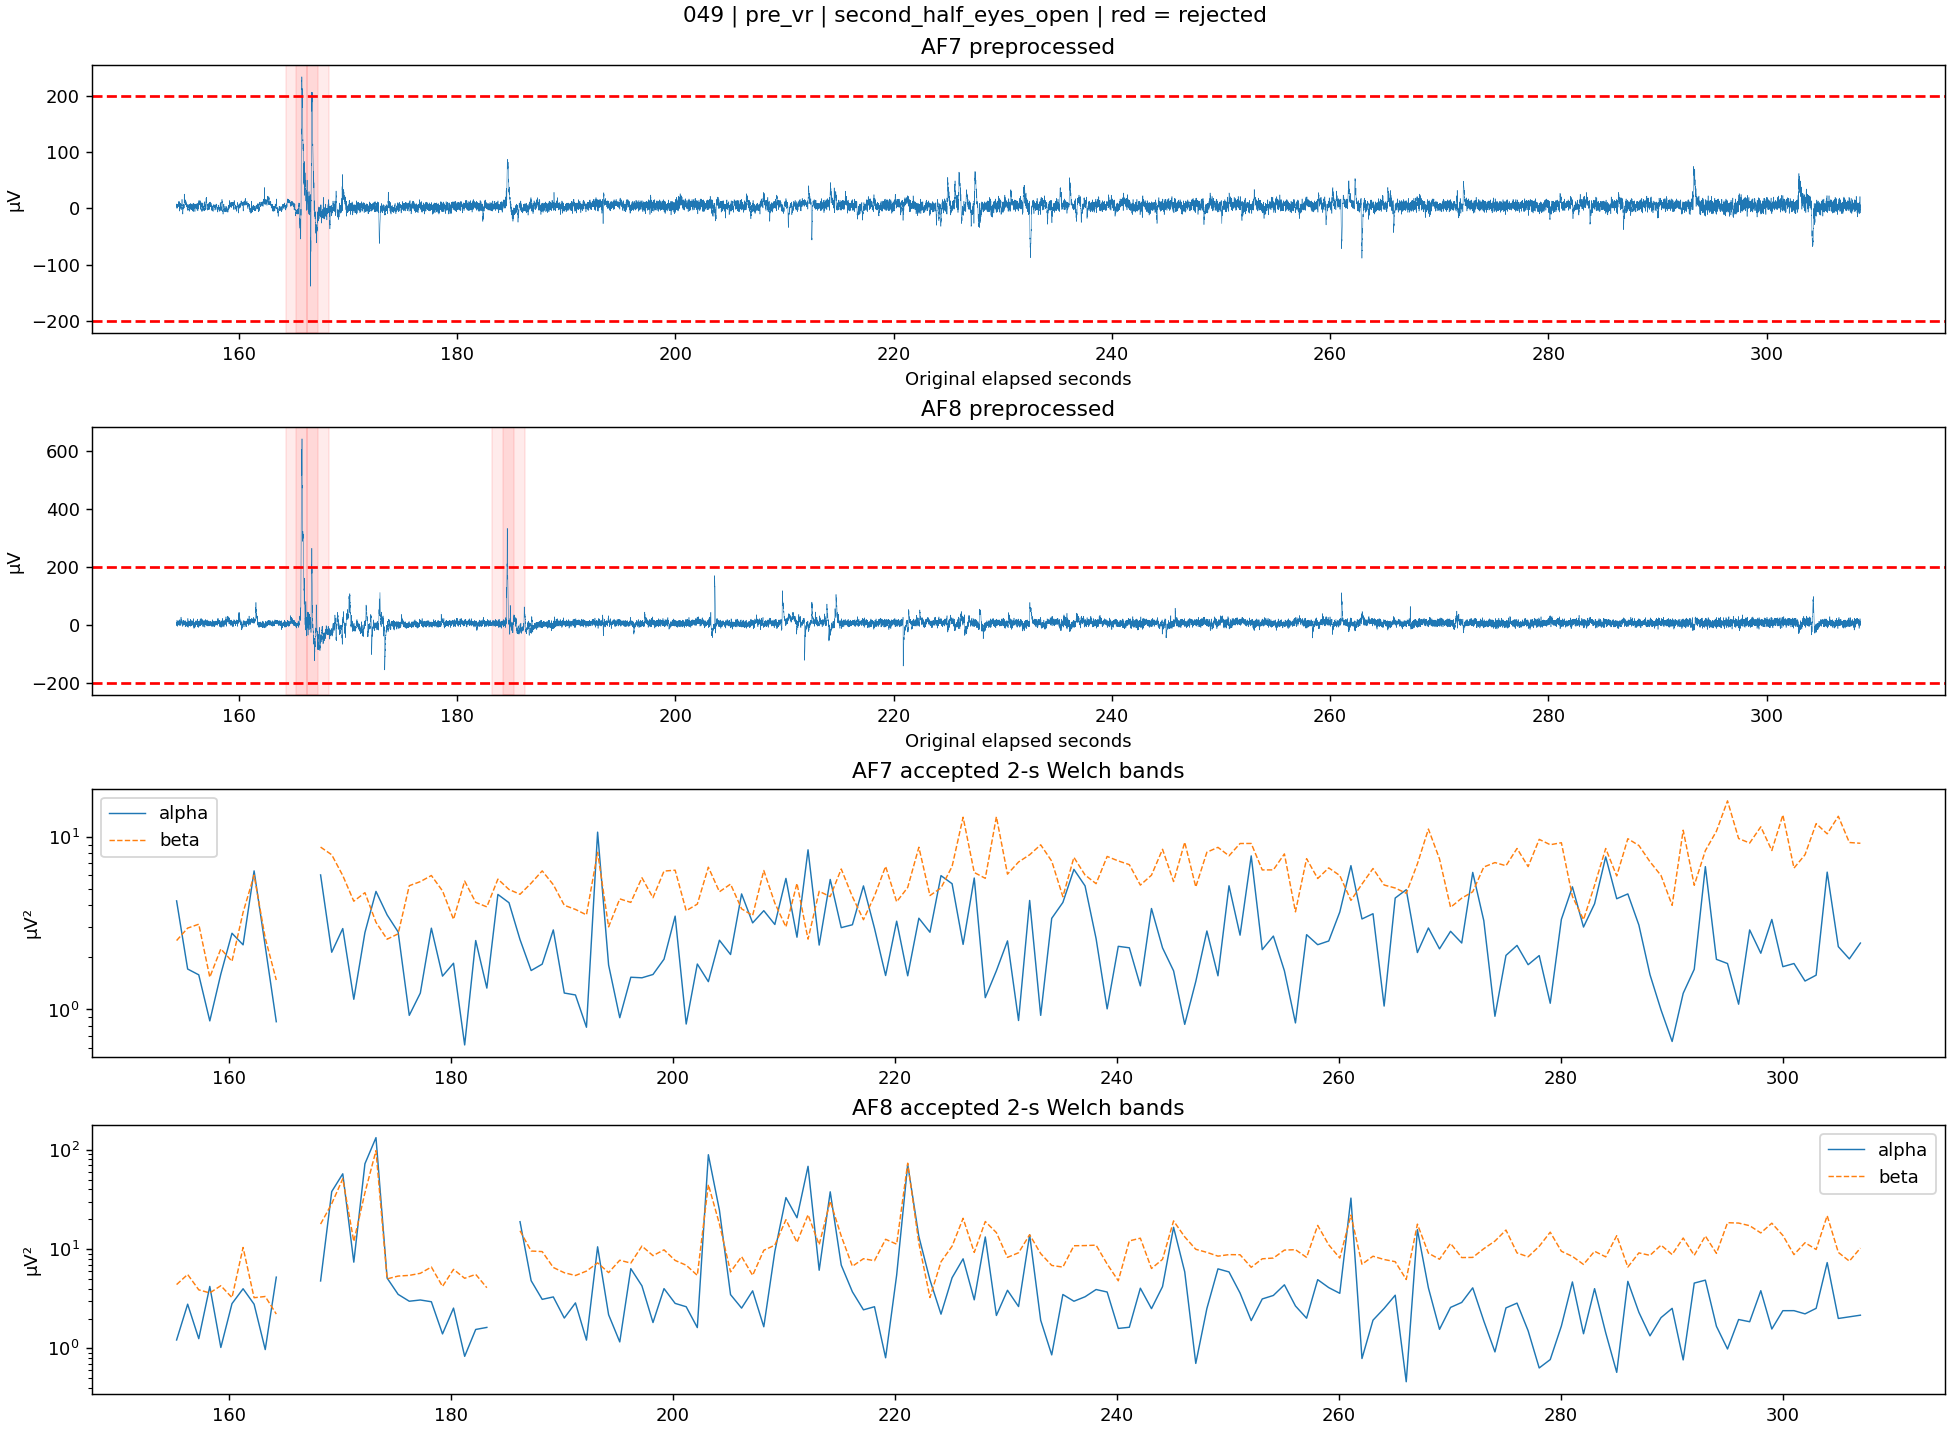 049 | pre_vr | second_half_eyes_open | red = rejected
AF7 preprocessed
µV
200
100
0
−100
−200
160 180 200 220 240 260 280 300
Original elapsed seconds
AF8 preprocessed
µV
600
400
200
0
−200
160 180 200 220 240 260 280 300
Original elapsed seconds
AF7 accepted 2-s Welch bands
µV²
alpha
beta
10¹
10⁰
160 180 200 220 240 260 280 300
AF8 accepted 2-s Welch bands
µV²
alpha
beta
10²
10¹
10⁰
160 180 200 220 240 260 280 300